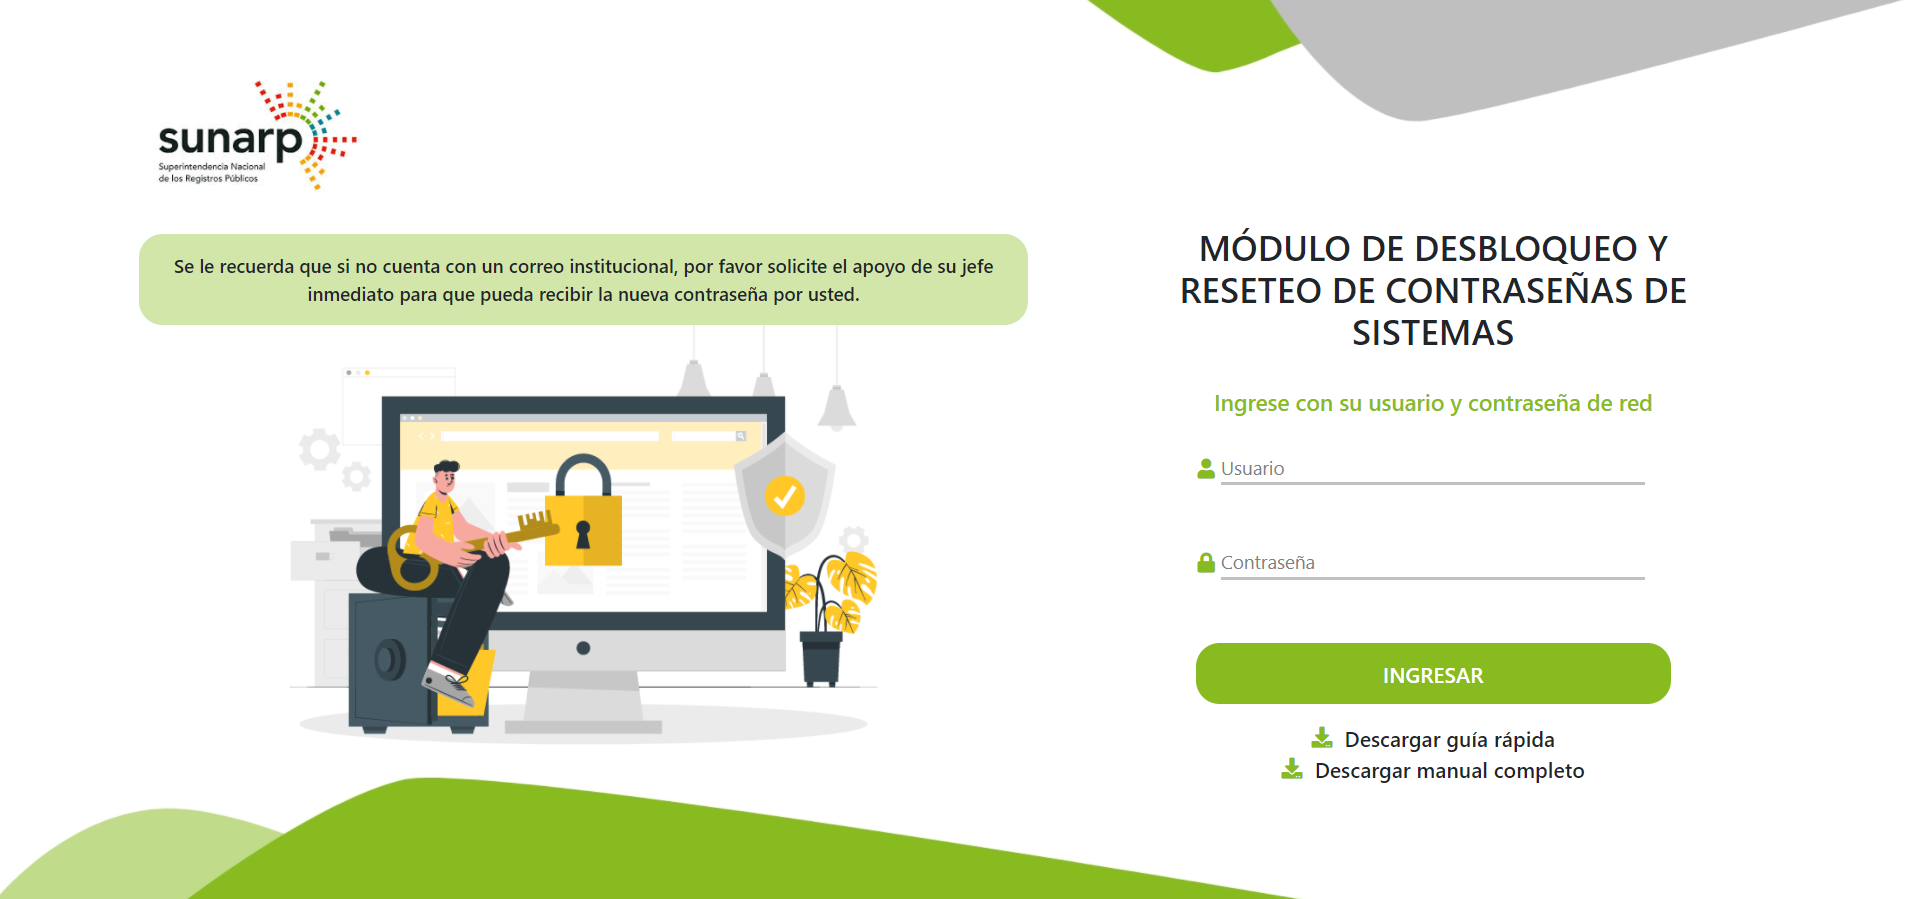 sunarp
Superintendencia Nacional
de los Registros Públicos
Se le recuerda que si no cuenta con un correo institucional, por favor solicite el apoyo de su jefe
inmediato para que pueda recibir la nueva contraseña por usted.
MÓDULO DE DESBLOQUEO Y
RESETEO DE CONTRASEÑAS DE
SISTEMAS
Ingrese con su usuario y contraseña de red
Usuario
Contraseña
INGRESAR
Descargar guía rápida
Descargar manual completo